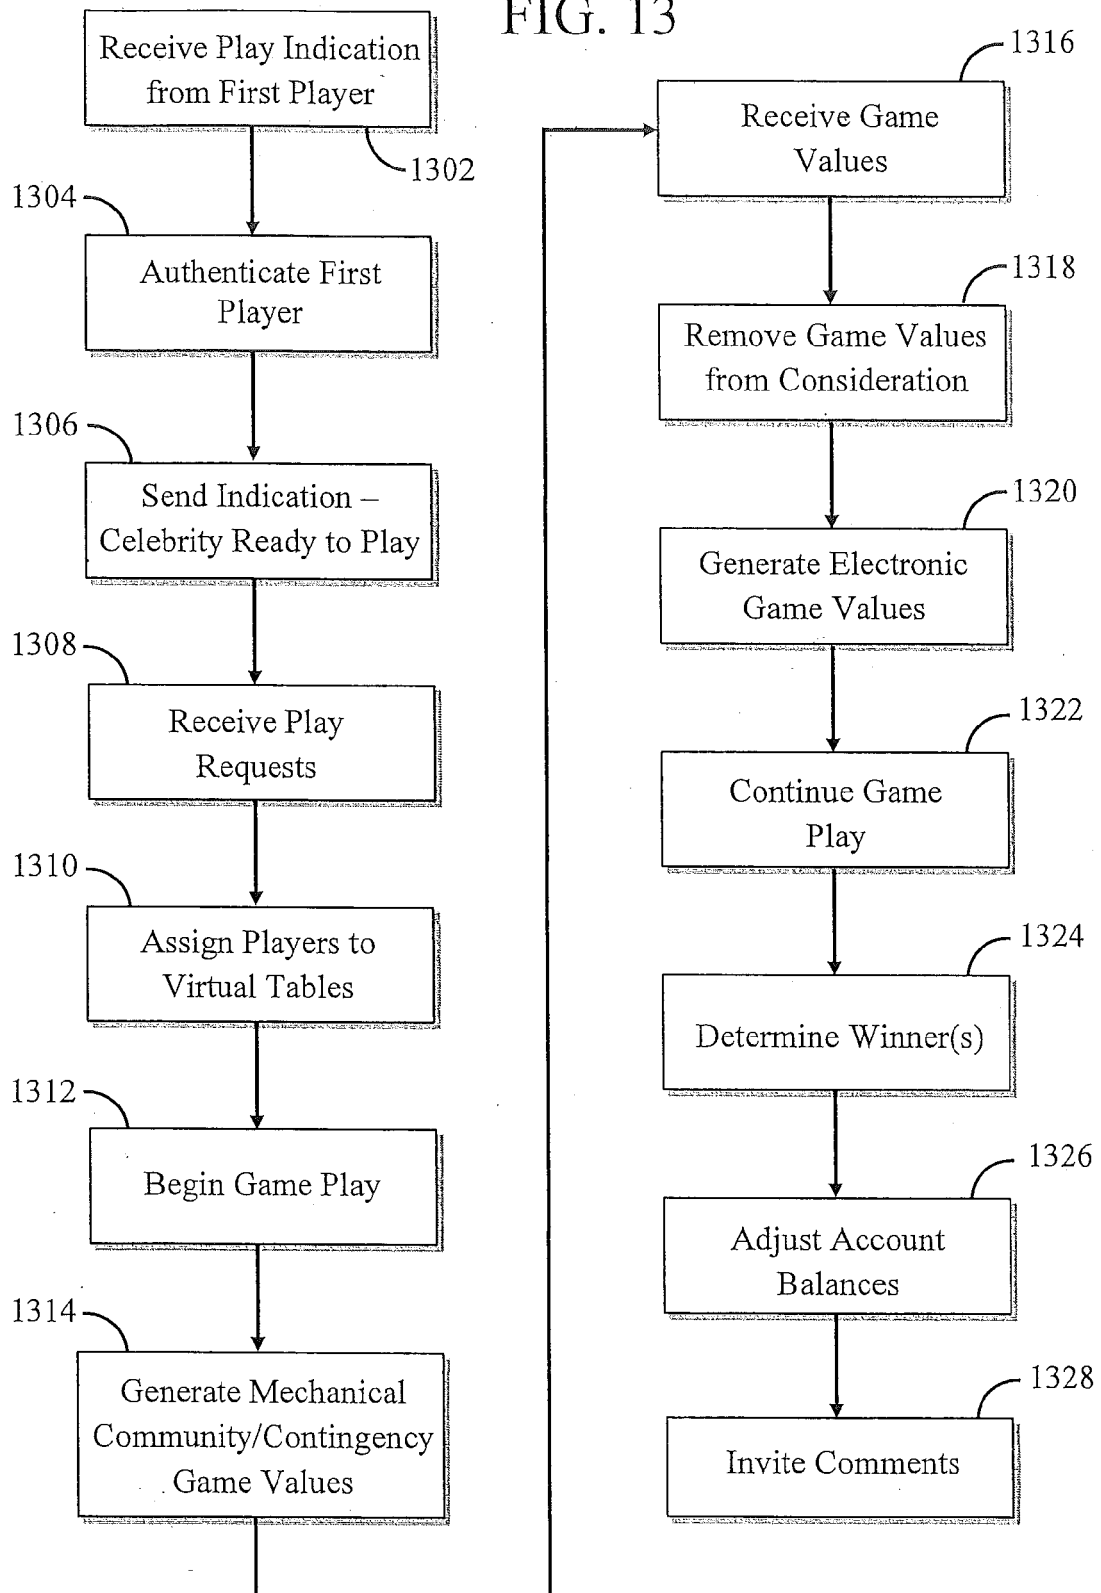 FIG. 13
Receive Play Indication
from First Player
1302
1304
Authenticate First
Player
1306
Send Indication –
Celebrity Ready to Play
1308
Receive Play
Requests
1310
Assign Players to
Virtual Tables
1312
Begin Game Play
1314
Generate Mechanical
Community/Contingency
Game Values
1316
Receive Game
Values
1318
Remove Game Values
from Consideration
1320
Generate Electronic
Game Values
1322
Continue Game
Play
1324
Determine Winner(s)
1326
Adjust Account
Balances
1328
Invite Comments